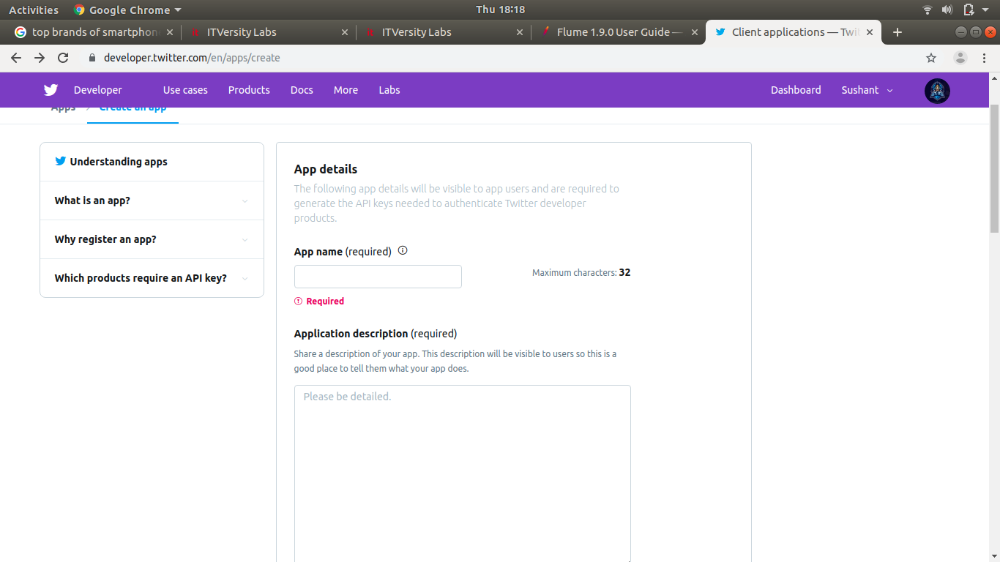 Activities
Google Chrome
Thu 18:18
top brands of smartphon
ITVersity Labs
ITVersity Labs
Flume 1.9.0 User Guide —
Client applications — Twi
developer.twitter.com/en/apps/create
Developer
Use cases
Products
Docs
More
Labs
Dashboard
Sushant
Apps
Create an app
Understanding apps
What is an app?
Why register an app?
Which products require an API key?
App details
The following app details will be visible to app users and are required to
generate the API keys needed to authenticate Twitter developer
products.
App name (required)
Maximum characters: 32
Required
Application description (required)
Share a description of your app. This description will be visible to users so this is a
good place to tell them what your app does.
Please be detailed.